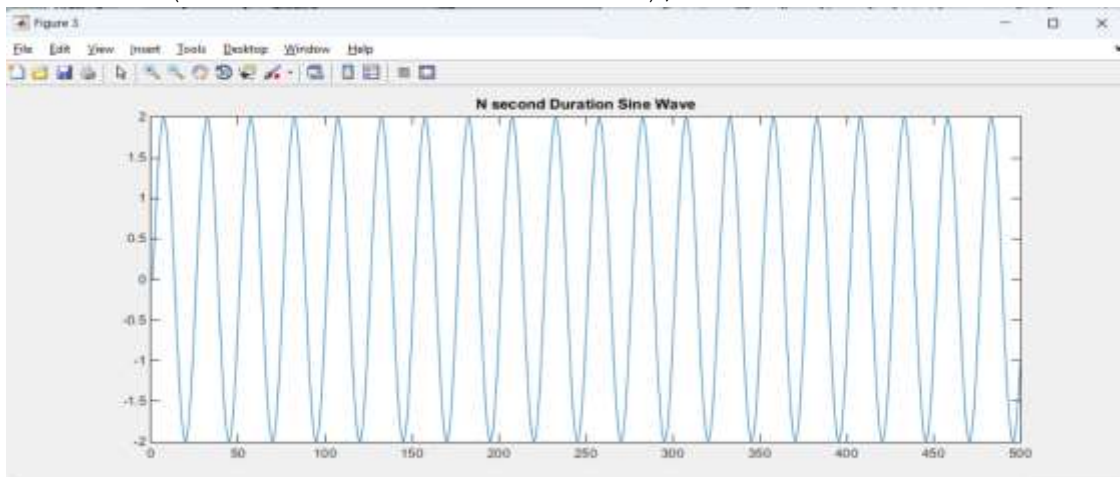 Figure 3
File Edit View Insert Tools Desktop Window Help
N second Duration Sine Wave
2
1.5
1
0.5
0
-0.5
-1
-1.5
-2
0 50 100 150 200 250 300 350 400 450 500